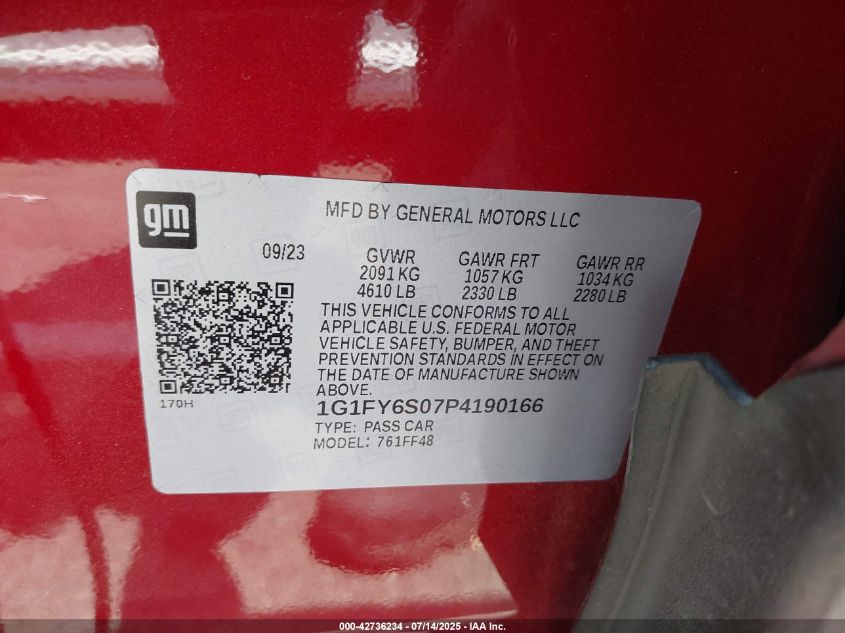 gm
MFD BY GENERAL MOTORS LLC
09/23 GVWR GAWR FRT GAWR RR
2091 KG 1057 KG 1034 KG
4610 LB 2330 LB 2280 LB
THIS VEHICLE CONFORMS TO ALL
APPLICABLE U.S. FEDERAL MOTOR
VEHICLE SAFETY, BUMPER, AND THEFT
PREVENTION STANDARDS IN EFFECT ON
THE DATE OF MANUFACTURE SHOWN
ABOVE.
170H
1G1FY6S07P4190166
TYPE: PASS CAR
MODEL: 761FF48
000-42736234 - 07/14/2025 - IAA Inc.